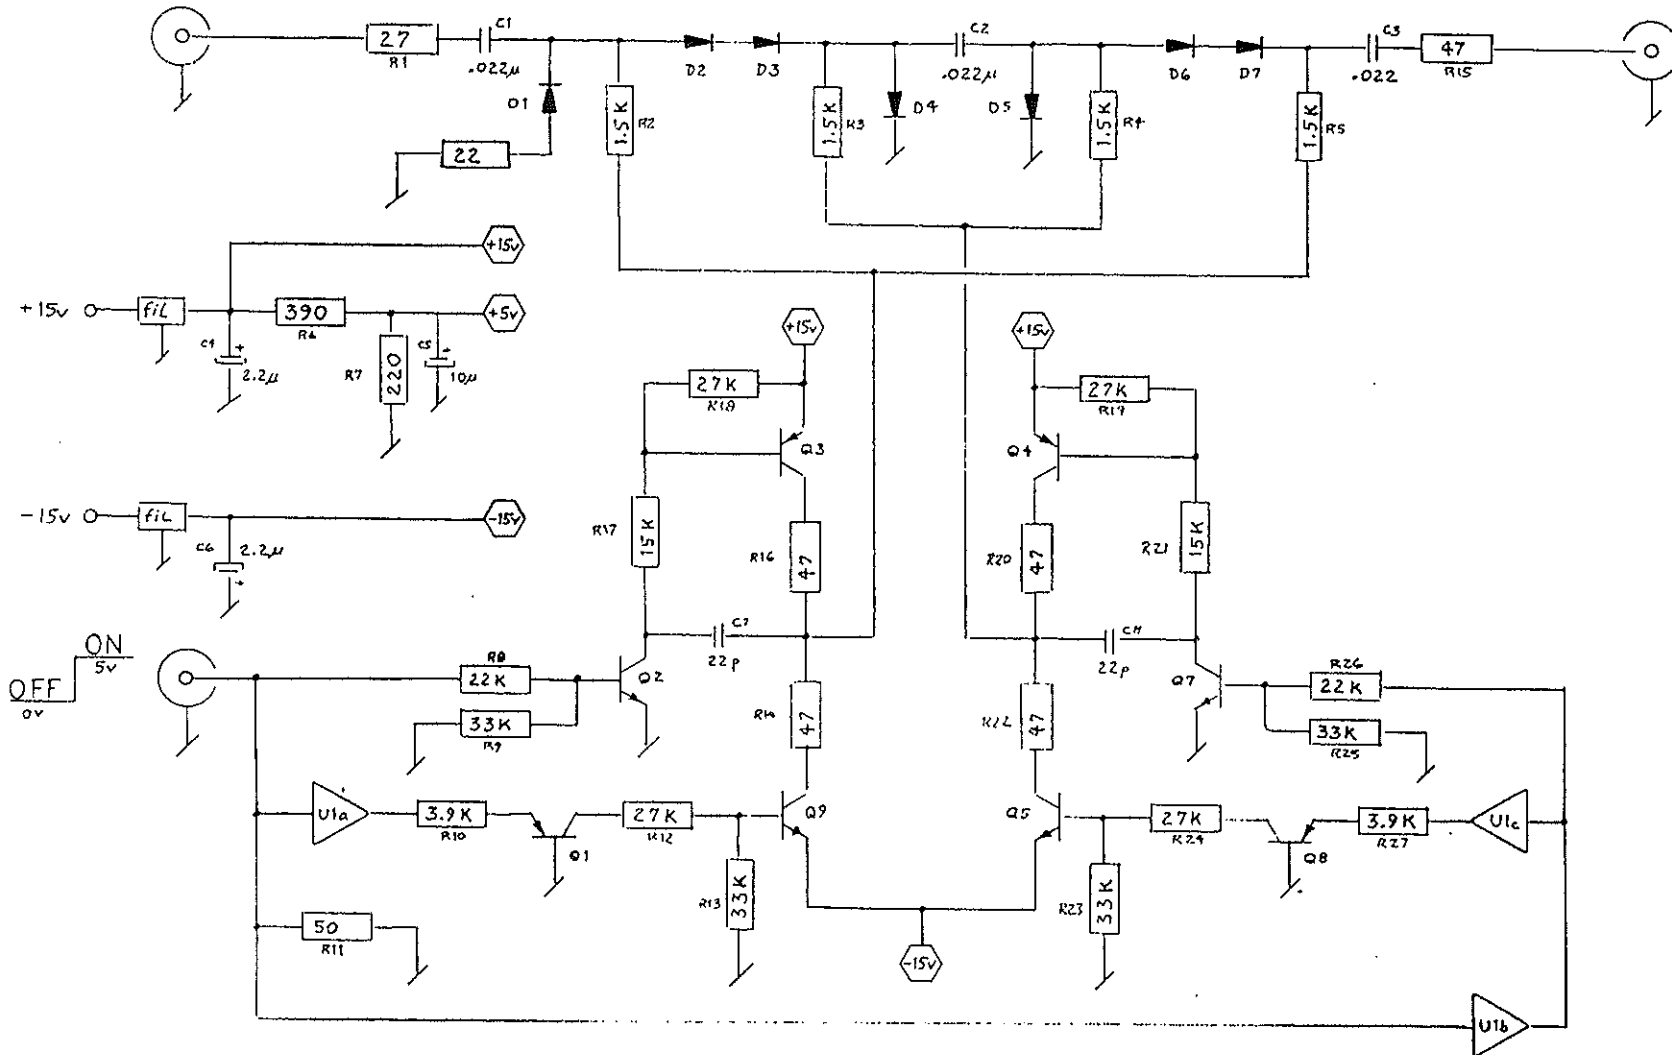 27
R1
C1
.022µ
D1
22
1.5K
R2
D2
D3
1.5K
R3
D4
C2
.022µ
D5
1.5K
R4
D6
D7
1.5K
R5
C3
.022
47
R15
+15v
fil
+15v
390
R6
+5v
C4
+
2.2µ
R7
220
C5
+
10µ
-15v
fil
-15v
C6
2.2µ
+
+15v
27K
R18
Q3
R17
15K
R16
47
C7
22p
+15v
27K
R19
Q4
R20
47
R21
15K
22p
ON
5v
OFF
0v
R8
22K
33K
R9
Q2
47
R22
47
Q7
R26
22K
33K
R25
U1a
3.9K
R10
Q1
27K
R12
Q9
R13
33K
Q5
27K
R24
Q8
3.9K
R27
U1c
R23
33K
50
R11
-15v
U1b